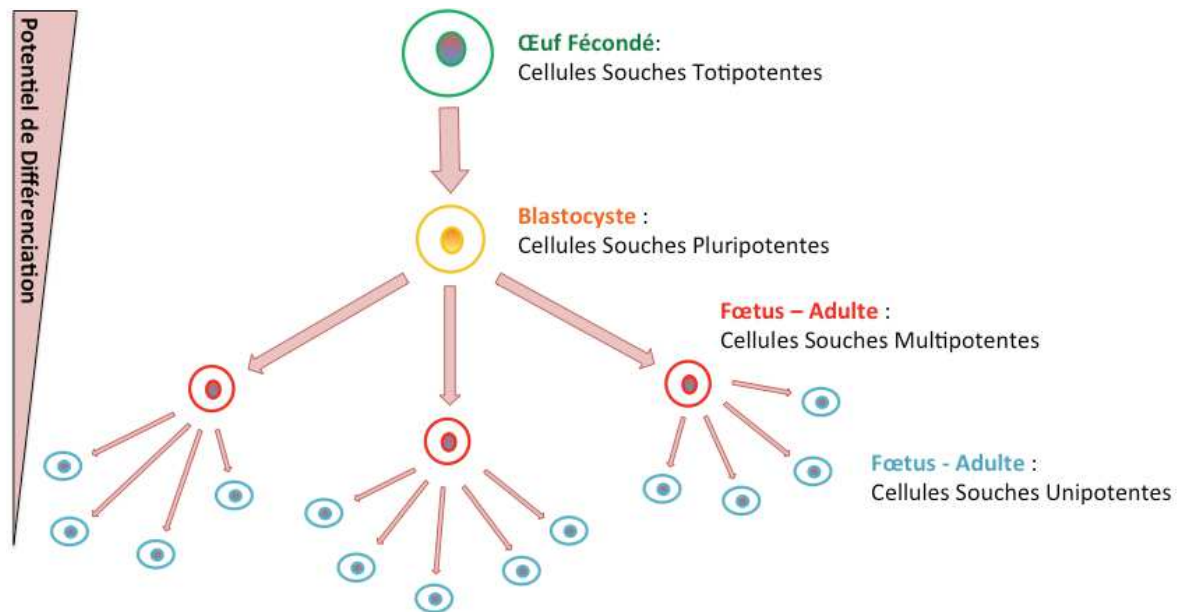 Potentiel de Différenciation
Œuf Fécondé:
Cellules Souches Totipotentes
Blastocyste :
Cellules Souches Pluripotentes
Fœtus – Adulte :
Cellules Souches Multipotentes
Fœtus - Adulte :
Cellules Souches Unipotentes